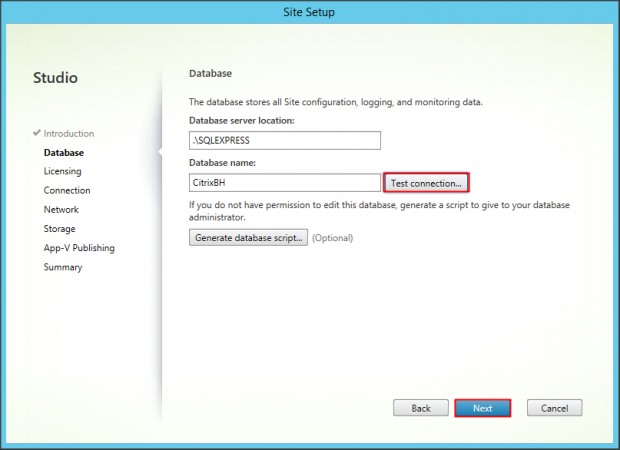 Site Setup
Studio
Introduction
Database
Licensing
Connection
Network
Storage
App-V Publishing
Summary
Database
The database stores all Site configuration, logging, and monitoring data.
Database server location:
.\SQLEXPRESS
Database name:
CitrixBH
Test connection...
If you do not have permission to edit this database, generate a script to give to your database
administrator.
Generate database script...
(Optional)
Back
Next
Cancel